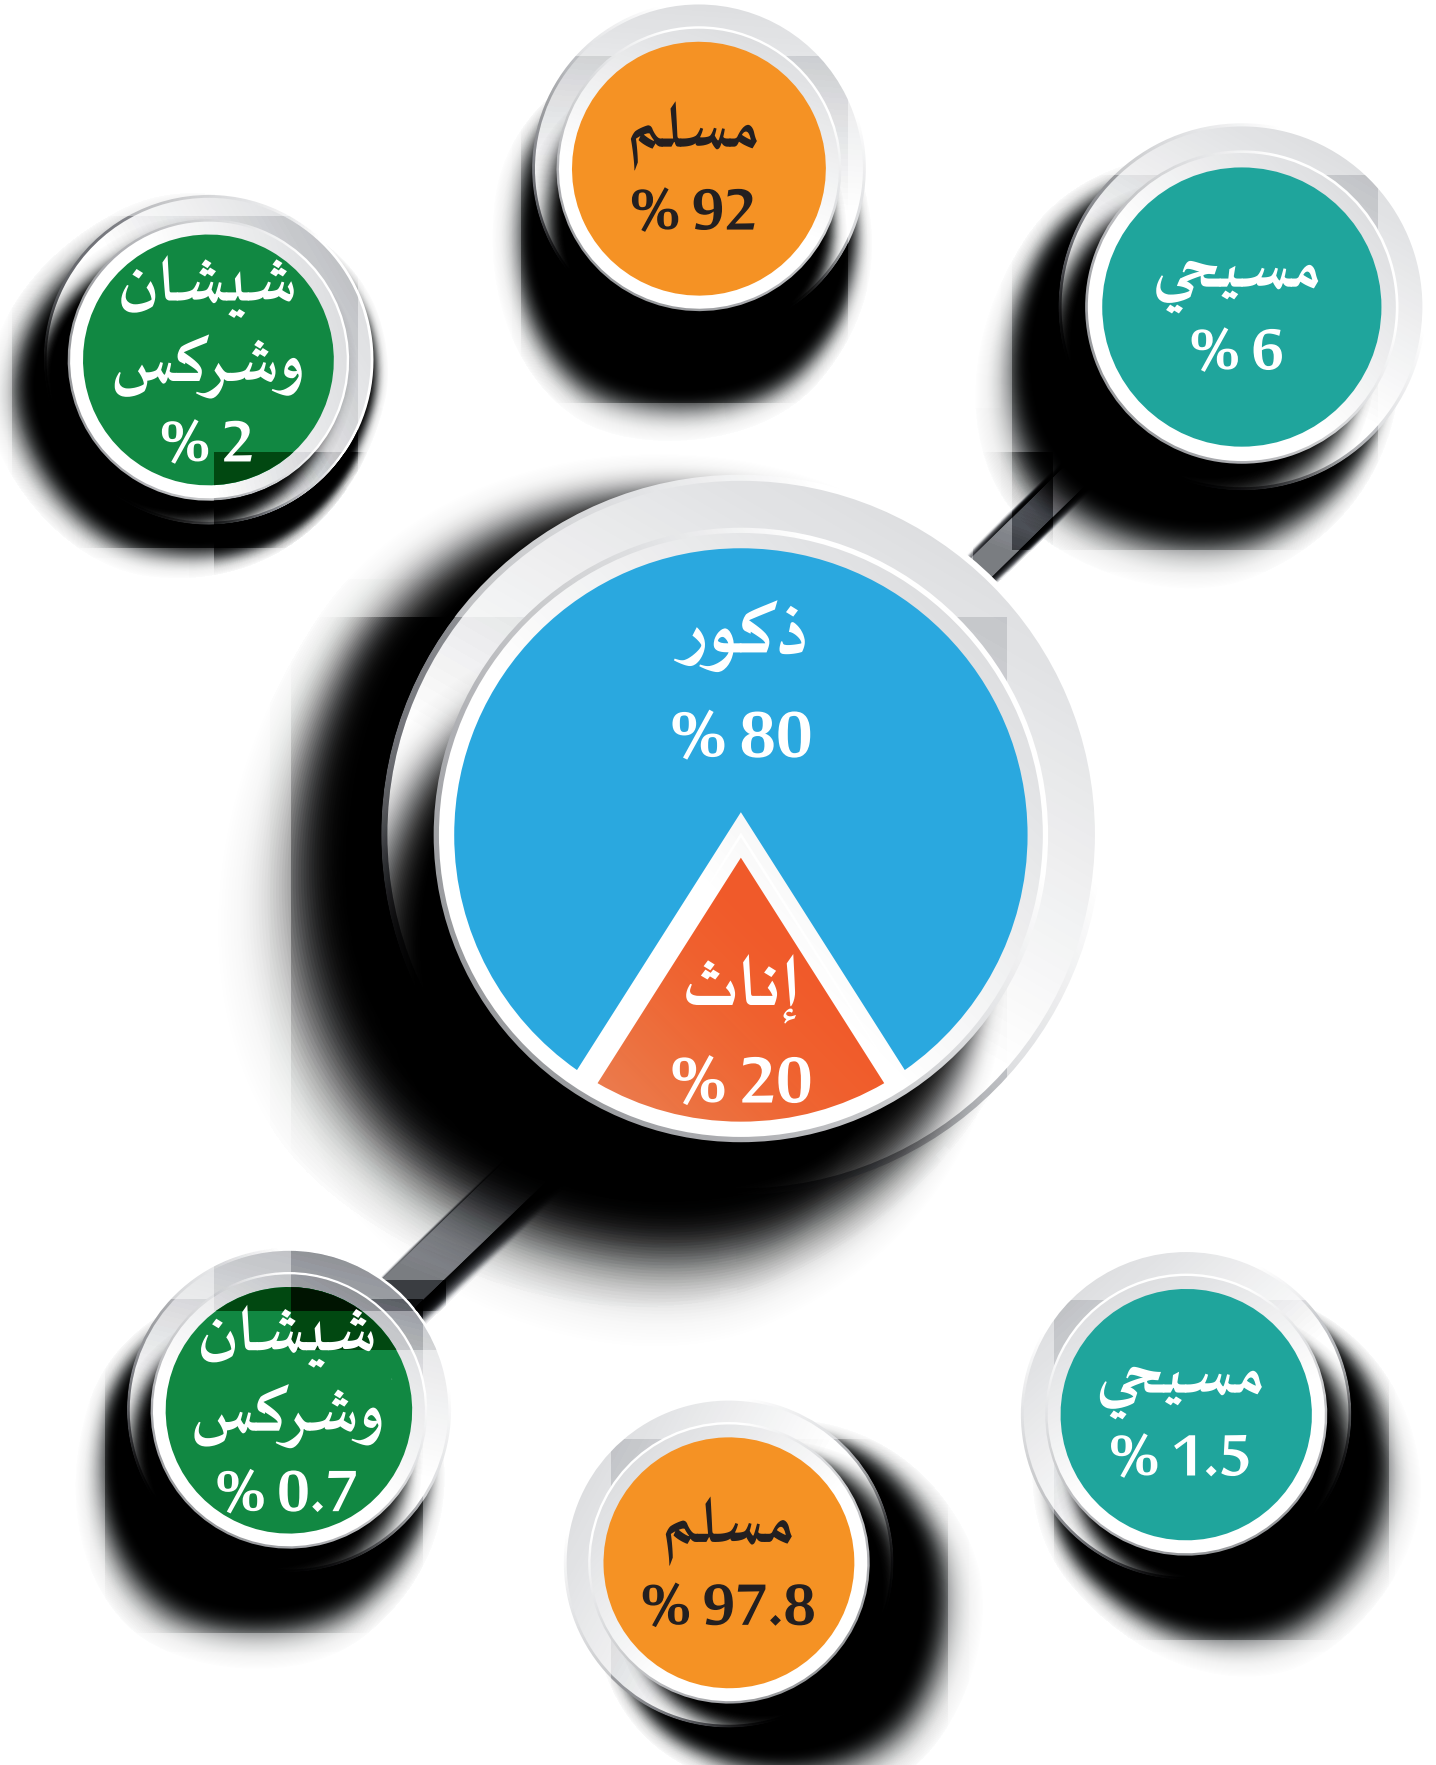 مسلم
% 92
مسيحي
% 6
شيشان
وشركس
% 2
ذكور
% 80
إناث
% 20
شيشان
وشركس
% 0.7
مسيحي
% 1.5
مسلم
% 97.8